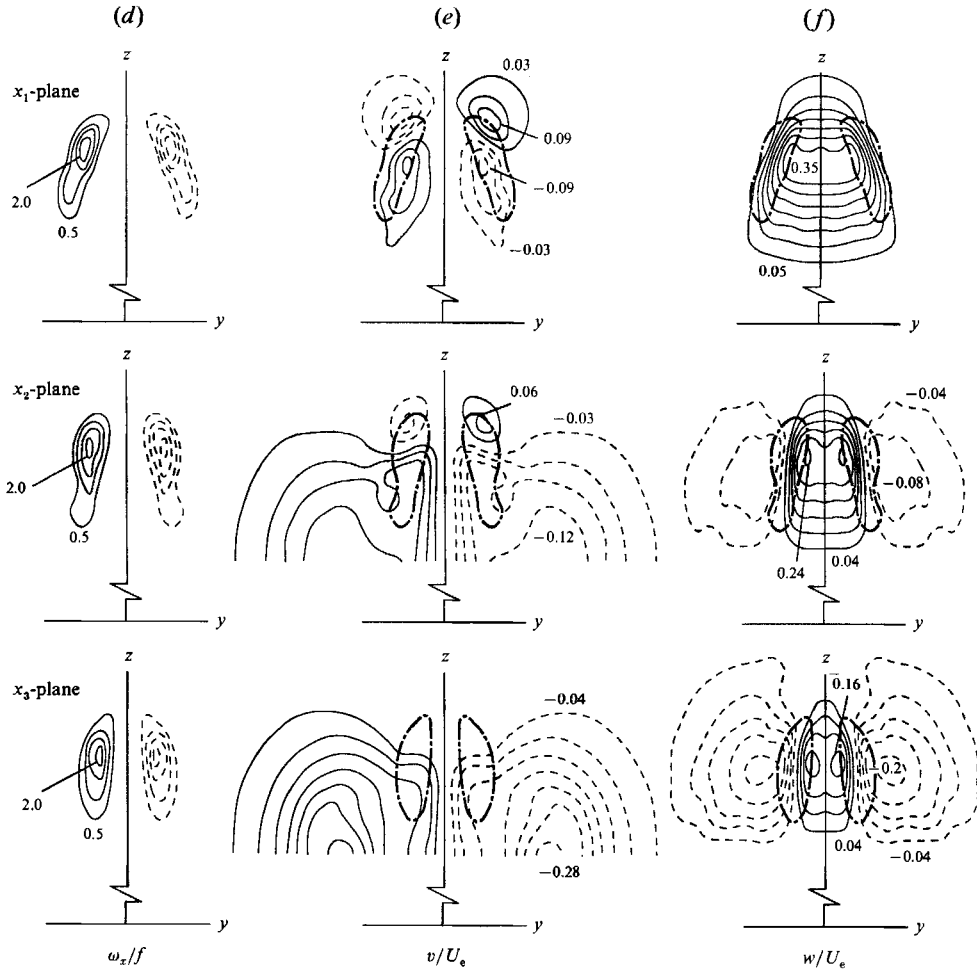 (d) (e) (f)
z z z
x₁-plane
0.03
0.09
2.0
0.35
−0.09
0.5
−0.03
0.05
y y y
z z z
x₂-plane
0.06
−0.03
−0.04
2.0
−0.08
0.5
−0.12
0.24
0.04
y y y
z z z
x₃-plane
−0.04
−0.16
−0.2
2.0
0.5
0.04
−0.04
−0.28
y y y
ωₓ/f v/Uₑ w/Uₑ